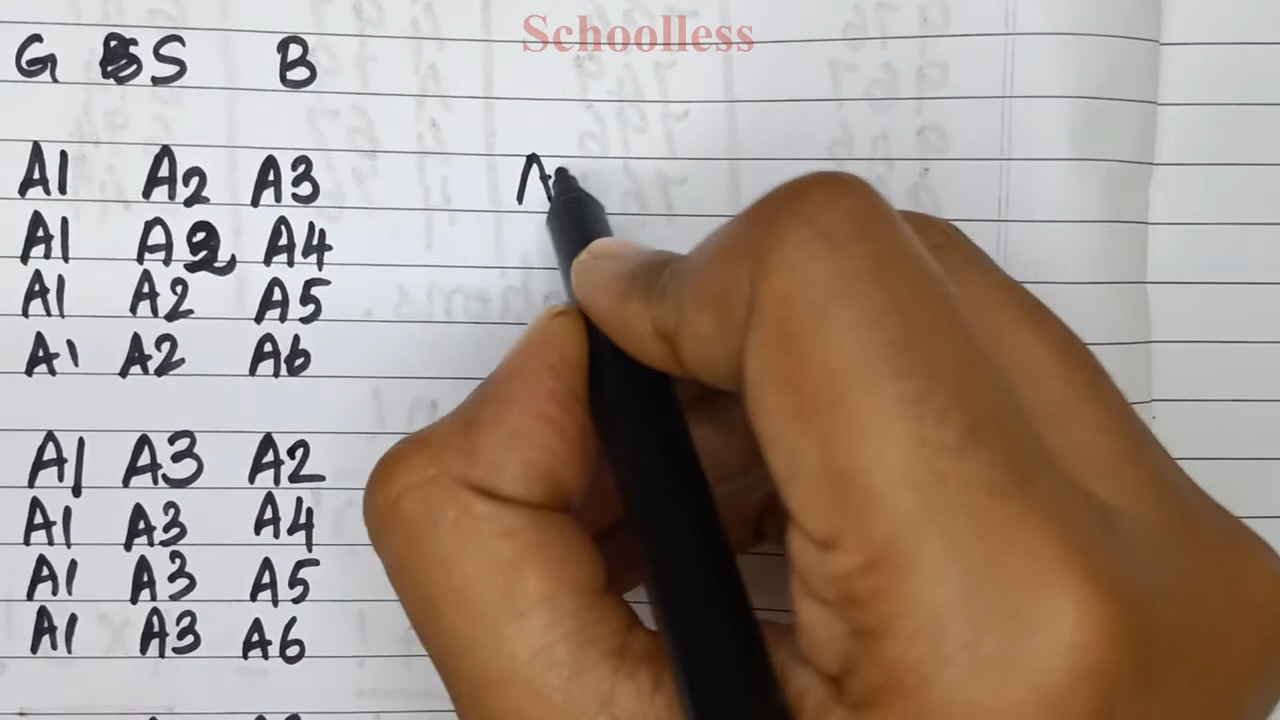 Schoolless
G S B
A1 A2 A3
A1 A2 A4
A1 A2 A5
A1 A2 A6
A1 A3 A2
A1 A3 A4
A1 A3 A5
A1 A3 A6